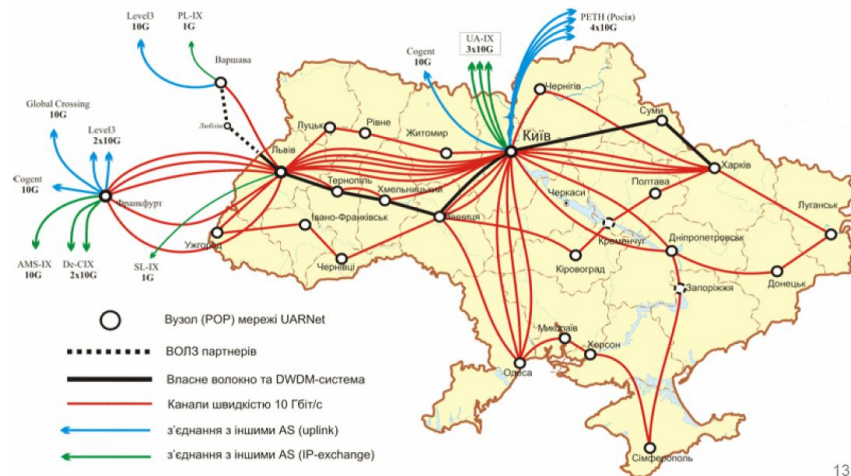 Level3
10G
PL-IX
1G
Варшава
Люблін
Global Crossing
10G
Level3
2x10G
Cogent
10G
Франкфурт
AMS-IX
10G
De-CIX
2x10G
SL-IX
1G
Cogent
10G
UA-IX
3x10G
РЕТН (Росія)
4x10G
Чернігів
Суми
Київ
Луцьк
Рівне
Житомир
Львів
Тернопіль
Хмельницький
Вінниця
Черкаси
Полтава
Харків
Луганськ
Ужгород
Івано-Франківськ
Чернівці
Кременчуг
Кіровоград
Дніпропетровськ
Донецьк
Запоріжжя
Миколаїв
Херсон
Одеса
Сімферополь
Вузол (POP) мережі UARNet
ВОЛЗ партнерів
Власне волокно та DWDM-система
Канали швидкістю 10 Гбіт/с
з'єднання з іншими AS (uplink)
з'єднання з іншими AS (IP-exchange)
13